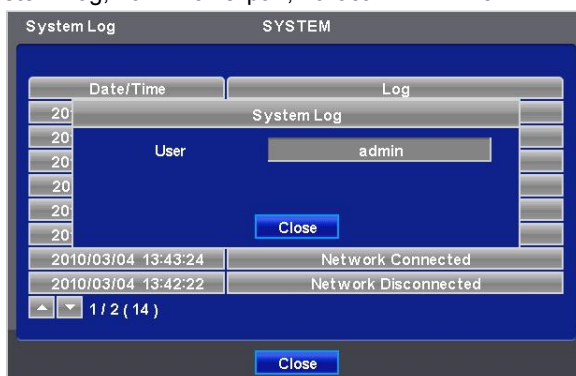 System Log SYSTEM
Date/Time Log
20
System Log
20
User admin
20
20
20
Close
20
2010/03/04 13:43:24 Network Connected
2010/03/04 13:42:22 Network Disconnected
1 / 2 ( 14 )
Close